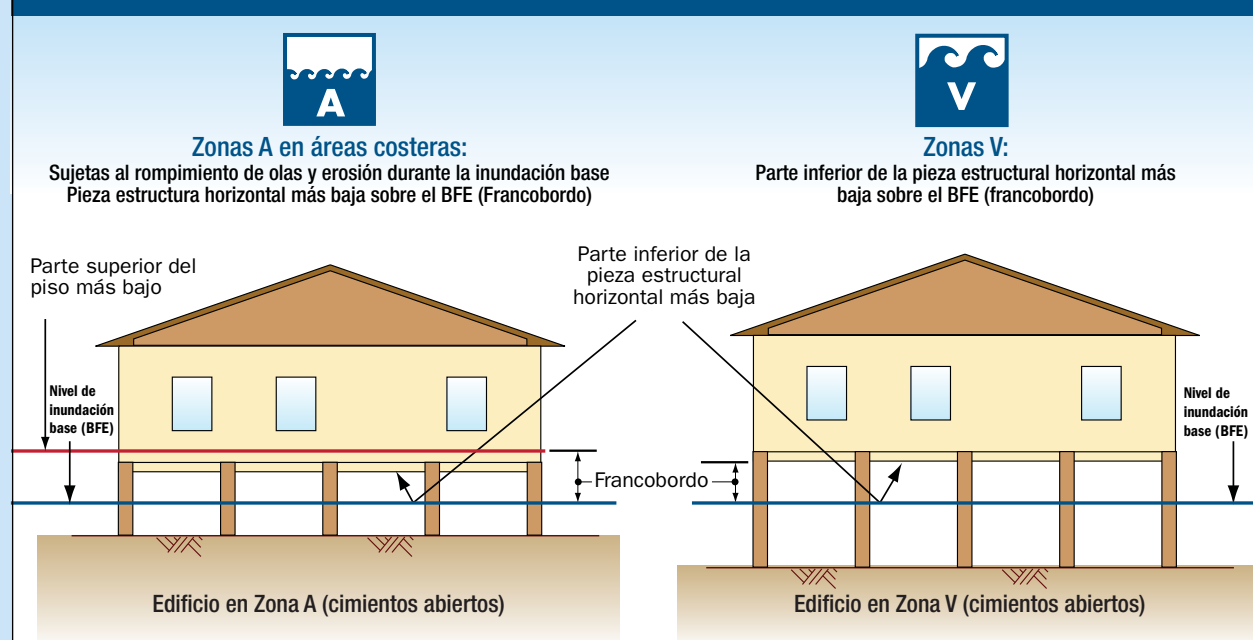 A
Zonas A en áreas costeras:
Sujetas al rompimiento de olas y erosión durante la inundación base
Pieza estructura horizontal más baja sobre el BFE (Francobordo)
V
Zonas V:
Parte inferior de la pieza estructural horizontal más
baja sobre el BFE (francobordo)
Parte superior del
piso más bajo
Parte inferior de la
pieza estructural
horizontal más baja
Nivel de
inundación
base (BFE)
Nivel de
inundación
base (BFE)
Francobordo
Edificio en Zona A (cimientos abiertos)
Edificio en Zona V (cimientos abiertos)